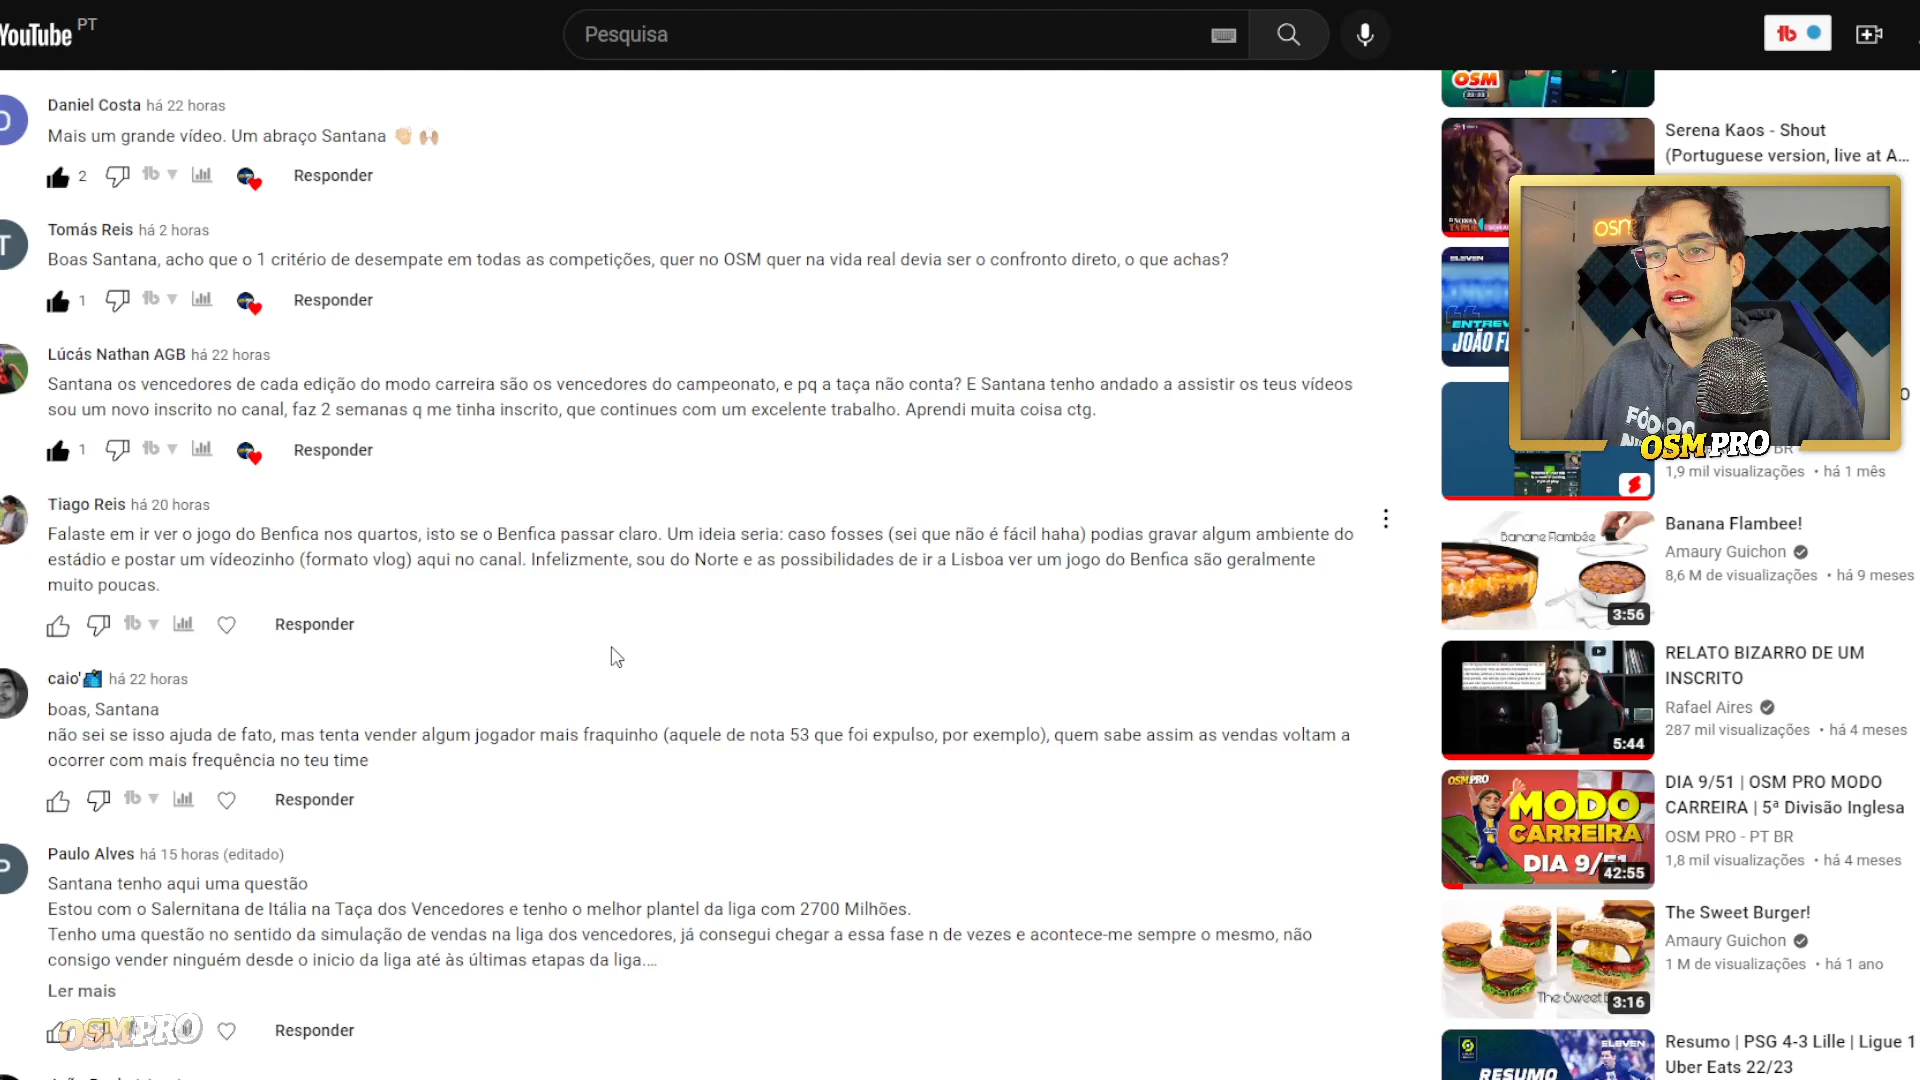 YouTube PT
Pesquisa
Daniel Costa há 22 horas
Mais um grande vídeo. Um abraço Santana 👏🏻 🙌🏻
2
Responder
Tomás Reis há 2 horas
Boas Santana, acho que o 1 critério de desempate em todas as competições, quer no OSM quer na vida real devia ser o confronto direto, o que achas?
1
Responder
Lúcás Nathan AGB há 22 horas
Santana os vencedores de cada edição do modo carreira são os vencedores do campeonato, e pq a taça não conta? E Santana tenho andado a assistir os teus vídeos
sou um novo inscrito no canal, faz 2 semanas q me tinha inscrito, que continues com um excelente trabalho. Aprendi muita coisa ctg.
1
Responder
Tiago Reis há 20 horas
Falaste em ir ver o jogo do Benfica nos quartos, isto se o Benfica passar claro. Um ideia seria: caso fosses (sei que não é fácil haha) podias gravar algum ambiente do
estádio e postar um vídeozinho (formato vlog) aqui no canal. Infelizmente, sou do Norte e as possibilidades de ir a Lisboa ver um jogo do Benfica são geralmente
muito poucas.
Responder
caio' há 22 horas
boas, Santana
não sei se isso ajuda de fato, mas tenta vender algum jogador mais fraquinho (aquele de nota 53 que foi expulso, por exemplo), quem sabe assim as vendas voltam a
ocorrer com mais frequência no teu time
Responder
Paulo Alves há 15 horas (editado)
Santana tenho aqui uma questão
Estou com o Salernitana de Itália na Taça dos Vencedores e tenho o melhor plantel da liga com 2700 Milhões.
Tenho uma questão no sentido da simulação de vendas na liga dos vencedores, já consegui chegar a essa fase n de vezes e acontece-me sempre o mesmo, não
consigo vender ninguém desde o inicio da liga até às últimas etapas da liga....
Ler mais
OSM PRO
Responder
OSM
Serena Kaos - Shout
(Portuguese version, live at A...
osm
ELEVEN
OSM PRO
1,9 mil visualizações • há 1 mês
Banane Flambée
3:56
Banana Flambee!
Amaury Guichon
8,6 M de visualizações • há 9 meses
5:44
RELATO BIZARRO DE UM
INSCRITO
Rafael Aires
287 mil visualizações • há 4 meses
OSM PRO
MODO
CARREIRA
DIA 9/51
42:55
DIA 9/51 | OSM PRO MODO
CARREIRA | 5ª Divisão Inglesa
OSM PRO - PT BR
1,8 mil visualizações • há 4 meses
The Sweet
3:16
The Sweet Burger!
Amaury Guichon
1 M de visualizações • há 1 ano
ELEVEN
RESUMO
Resumo | PSG 4-3 Lille | Ligue 1
Uber Eats 22/23